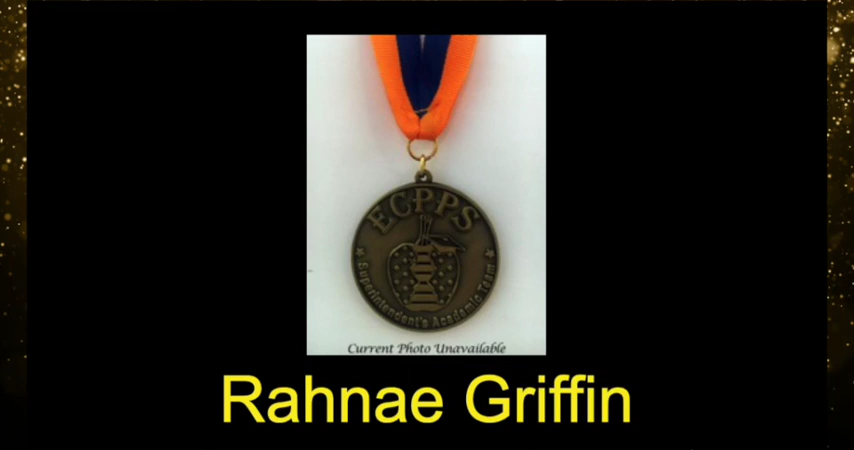 ECPPS
Superintendent's Academic Team
Current Photo Unavailable
Rahnae Griffin